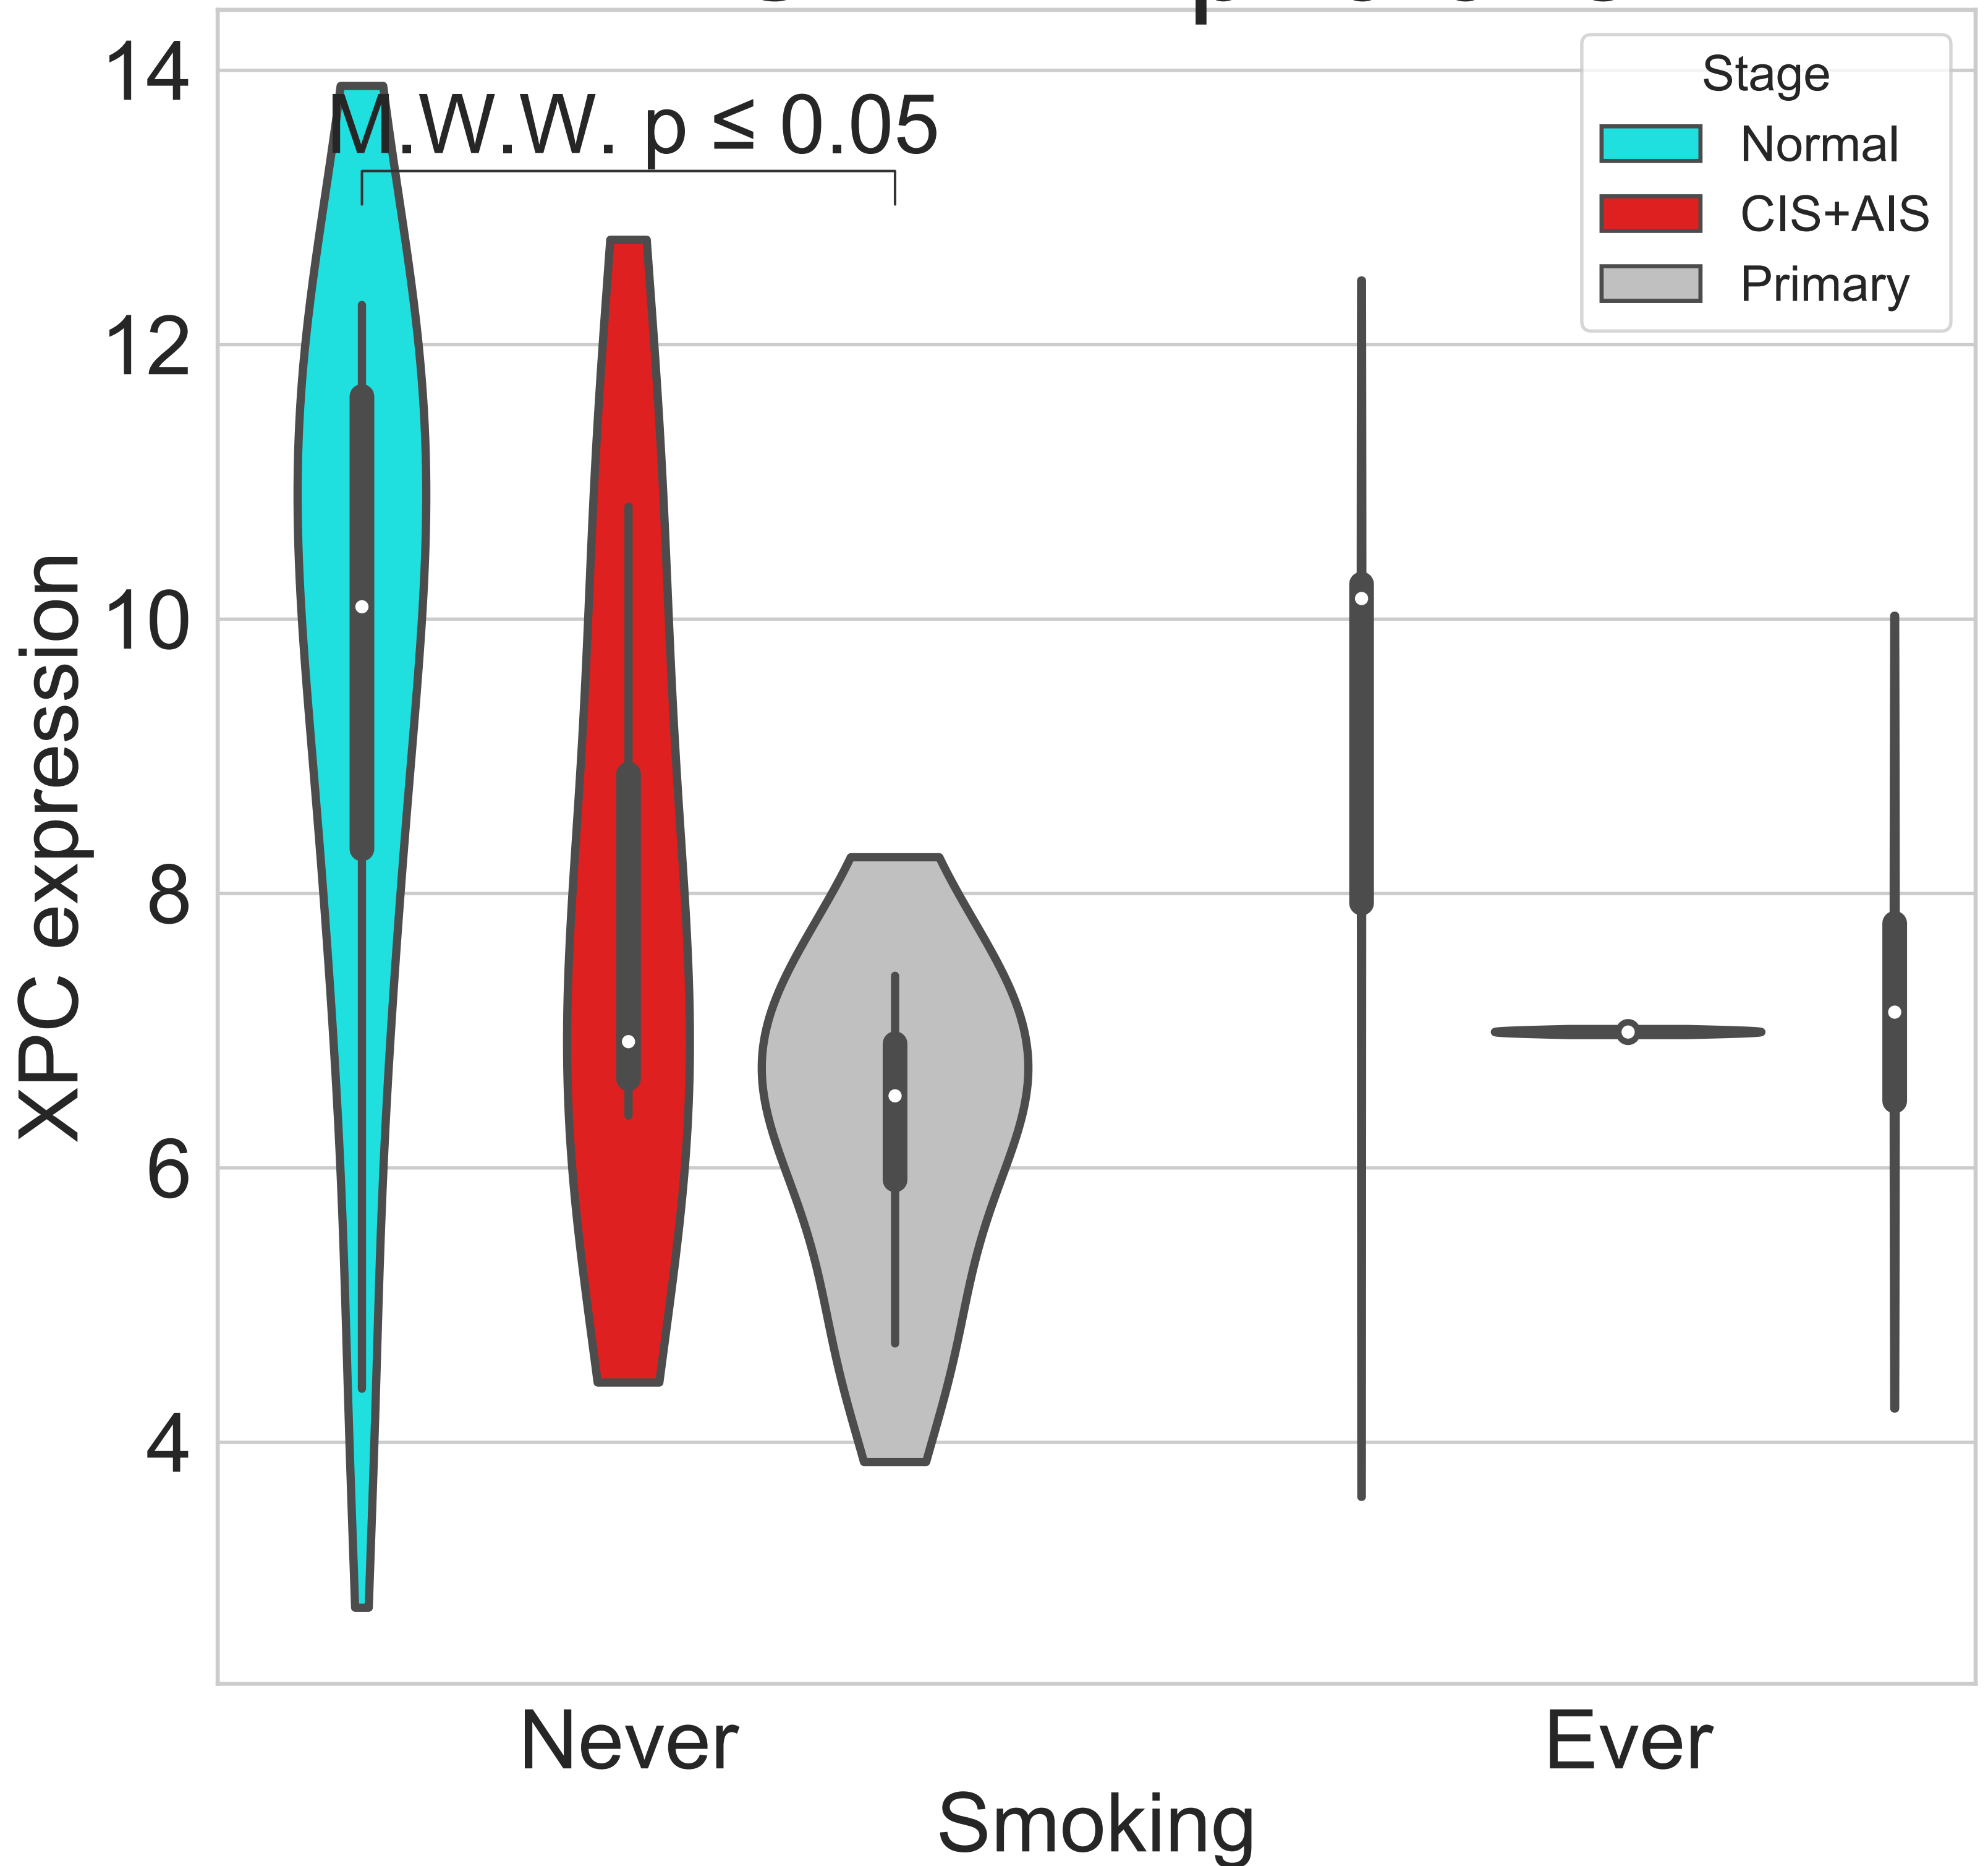 14
12
10
8
6
4
XPC expression
M.W.W. p ≤ 0.05
Stage
Normal
CIS+AIS
Primary
Never
Ever
Smoking